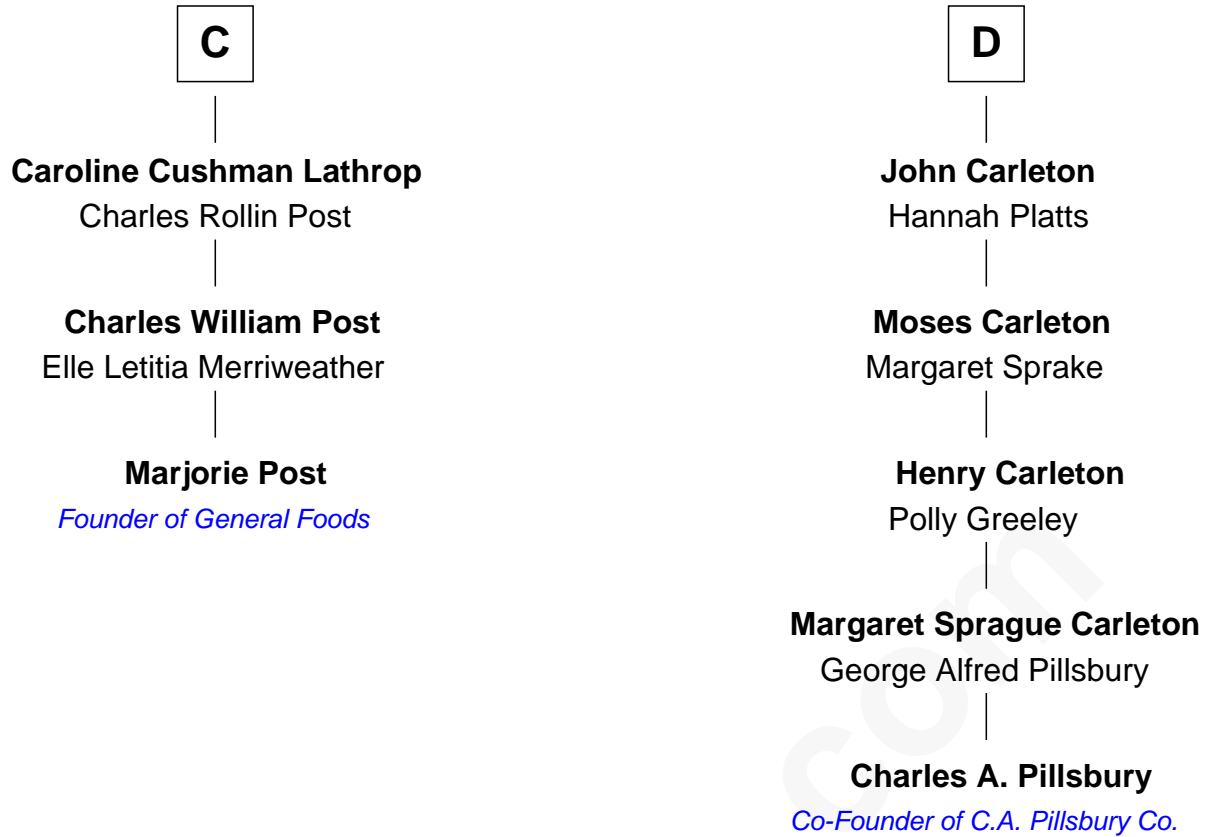 C
Caroline Cushman Lathrop
Charles Rollin Post
Charles William Post
Elle Letitia Merriweather
Marjorie Post
Founder of General Foods
D
John Carleton
Hannah Platts
Moses Carleton
Margaret Sprake
Henry Carleton
Polly Greeley
Margaret Sprague Carleton
George Alfred Pillsbury
Charles A. Pillsbury
Co-Founder of C.A. Pillsbury Co.
com